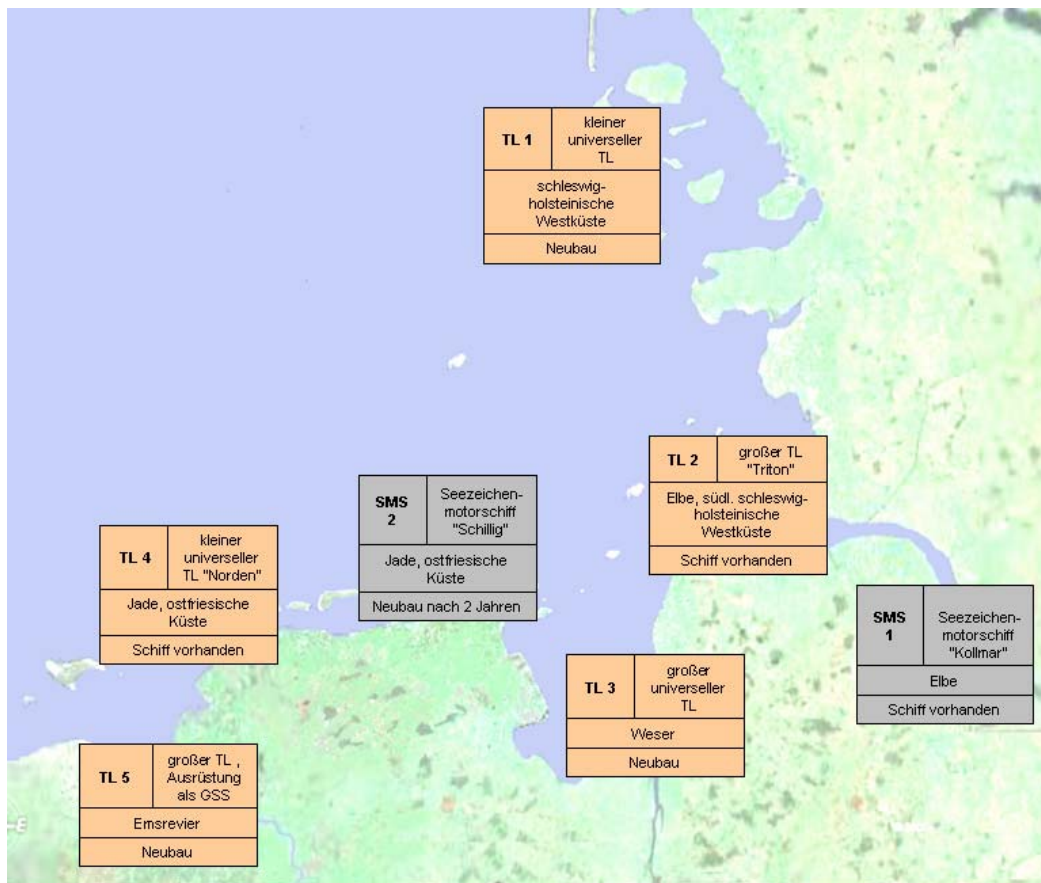 TL 1
kleiner
universeller
TL
schleswig-
holsteinische
Westküste
Neubau
TL 2
großer TL
"Triton"
Elbe, südl. schleswig-
holsteinische
Westküste
Schiff vorhanden
SMS
2
Seezeichen-
motorschiff
"Schillig"
Jade, ostfriesische
Küste
Neubau nach 2 Jahren
TL 4
kleiner
universeller
TL "Norden"
Jade, ostfriesische
Küste
Schiff vorhanden
SMS
1
Seezeichen-
motorschiff
"Kollmar"
Elbe
Schiff vorhanden
TL 3
großer
universeller
TL
Weser
Neubau
TL 5
großer TL ,
Ausrüstung
als GSS
Emsrevier
Neubau